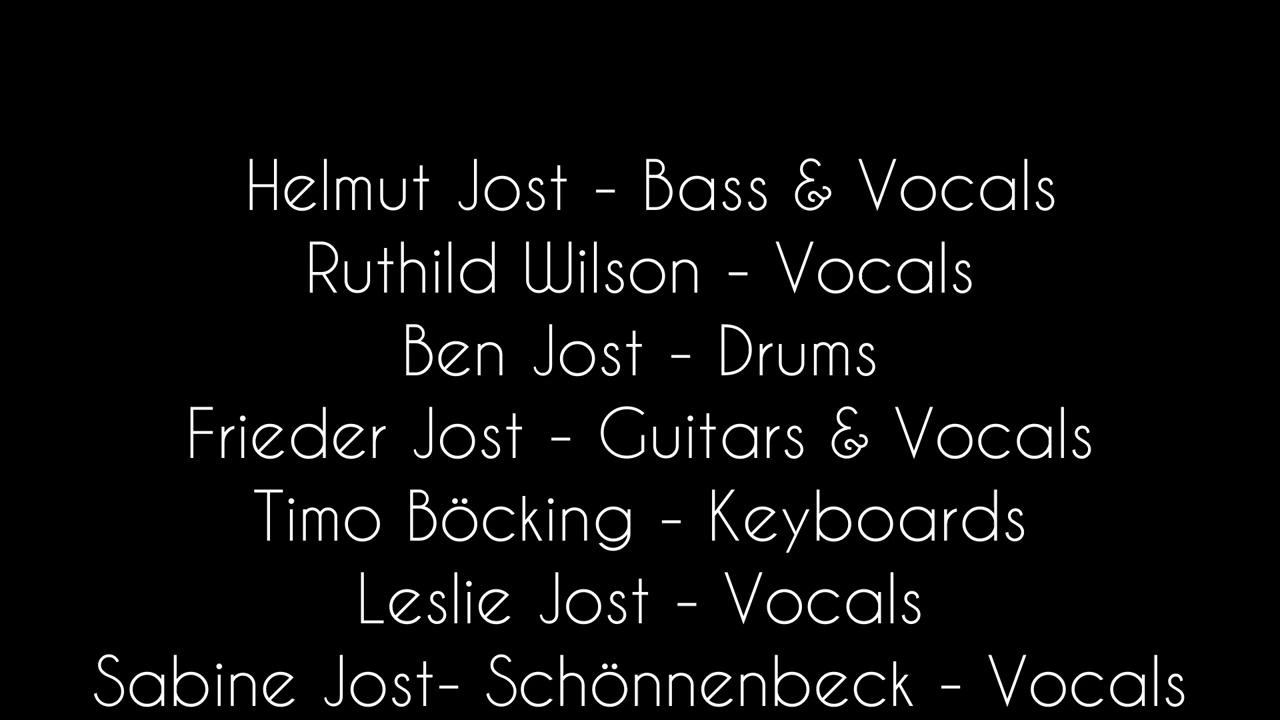 Helmut Jost - Bass & Vocals
Ruthild Wilson - Vocals
Ben Jost - Drums
Frieder Jost - Guitars & Vocals
Timo Böcking - Keyboards
Leslie Jost - Vocals
Sabine Jost- Schönnenbeck - Vocals